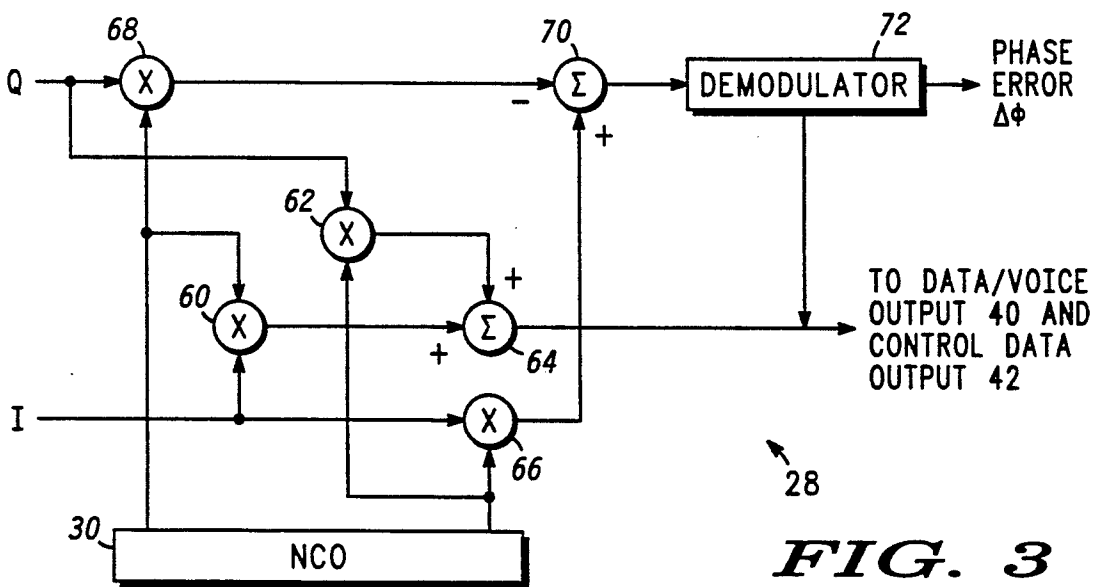 68
70
72
Q
X
Σ
DEMODULATOR
PHASE
ERROR
Δϕ
-
+
62
X
+
60
X
+
Σ
64
TO DATA/VOICE
OUTPUT 40 AND
CONTROL DATA
OUTPUT 42
I
X
66
28
30
NCO
FIG. 3